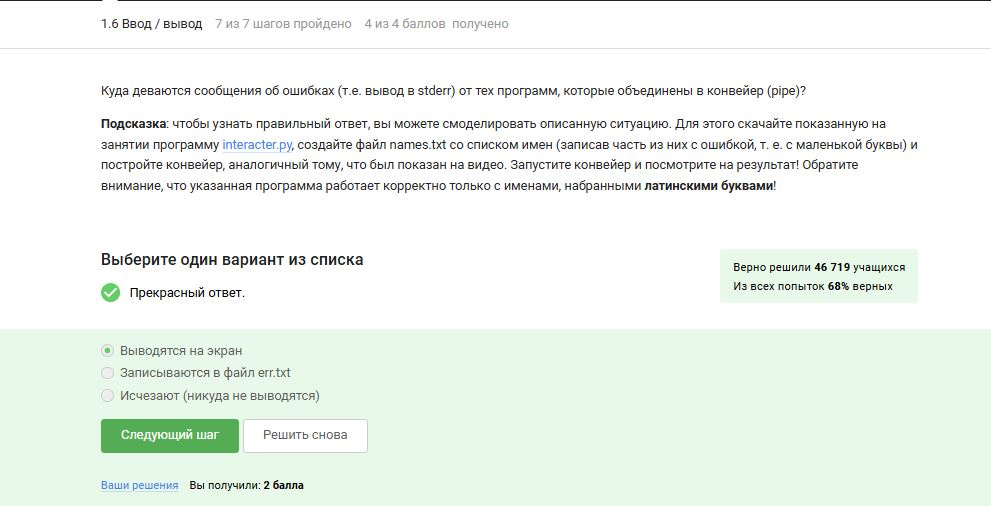 1.6 Ввод / вывод 7 из 7 шагов пройдено 4 из 4 баллов получено
Куда деваются сообщения об ошибках (т.е. вывод в stderr) от тех программ, которые объединены в конвейер (pipe)?
Подсказка: чтобы узнать правильный ответ, вы можете смоделировать описанную ситуацию. Для этого скачайте показанную на
занятии программу interacter.py, создайте файл names.txt со списком имен (записав часть из них с ошибкой, т. е. с маленькой буквы) и
постройте конвейер, аналогичный тому, что был показан на видео. Запустите конвейер и посмотрите на результат! Обратите
внимание, что указанная программа работает корректно только с именами, набранными латинскими буквами!
Выберите один вариант из списка
Прекрасный ответ.
Верно решили 46 719 учащихся
Из всех попыток 68% верных
Выводятся на экран
Записываются в файл err.txt
Исчезают (никуда не выводятся)
Следующий шаг Решить снова
Ваши решения Вы получили: 2 балла